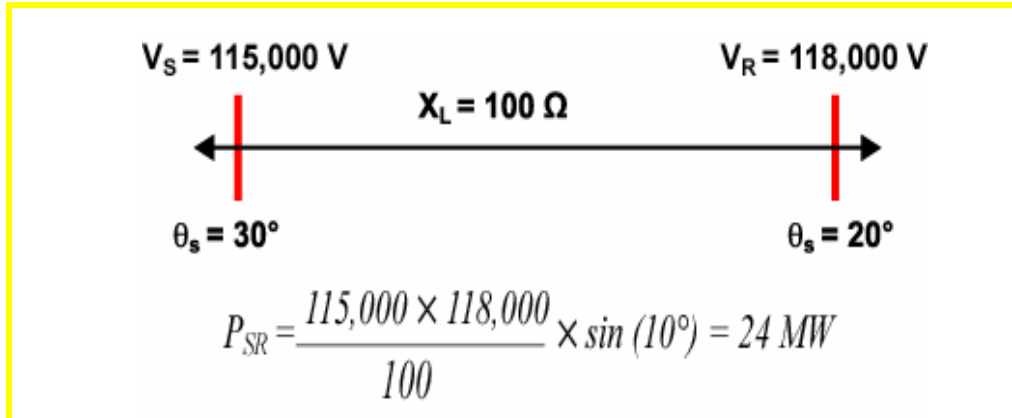 V_S = 115,000 V V_R = 118,000 V
X_L = 100 Ω
θ_s = 30° θ_s = 20°
P_SR = 115,000 × 118,000 / 100 × sin (10°) = 24 MW